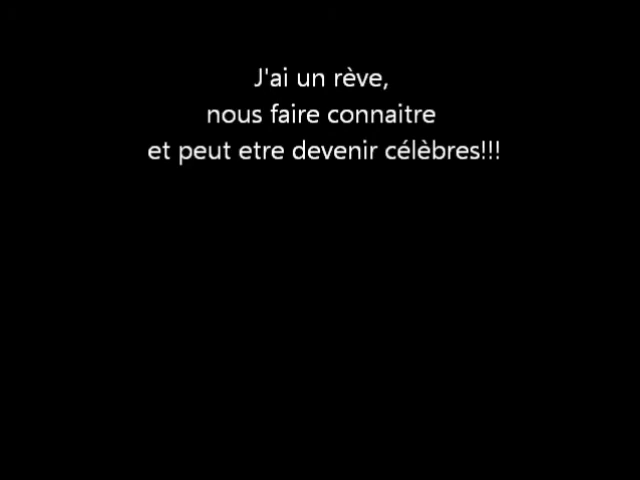 J'ai un rève,
nous faire connaitre
et peut etre devenir célèbres!!!